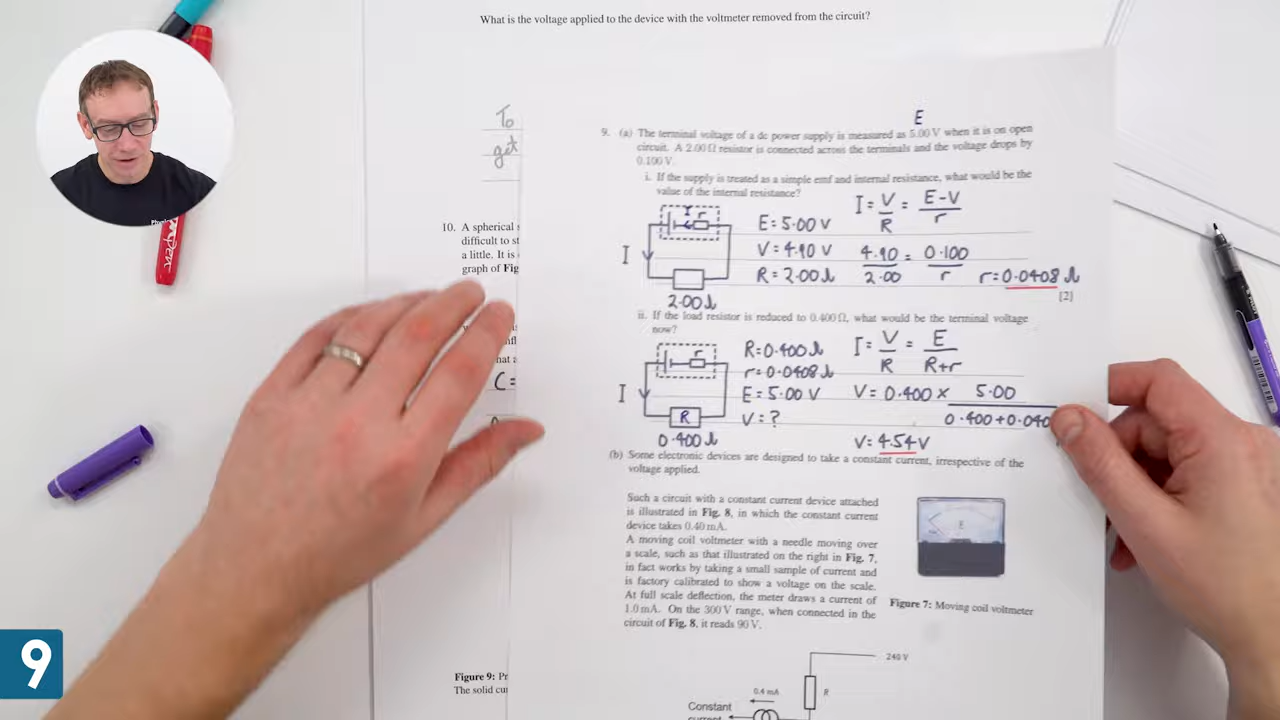 What is the voltage applied to the device with the voltmeter removed from the circuit?
To
get
10. A spherical
difficult to st
a little. It is
graph of Fig
C=
Figure 9: Pr
The solid cur
E
9. (a) The terminal voltage of a dc power supply is measured as 5.00 V when it is on open
circuit. A 2.00 Ω resistor is connected across the terminals and the voltage drops by
0.100 V.
i. If the supply is treated as a simple emf and internal resistance, what would be the
value of the internal resistance?
I = V/R = E-V/r
r
E = 5.00 V
V = 4.90 V
R = 2.00 Ω
4.90/2.00 = 0.100/r
r = 0.0408 Ω
I
2.00 Ω
[2]
ii. If the load resistor is reduced to 0.400 Ω, what would be the terminal voltage
now?
r
R = 0.400 Ω
r = 0.0408 Ω
E = 5.00 V
V = ?
I = V/R = E/R+r
V = 0.400 × 5.00/0.400 + 0.040
V = 4.54 V
I
R
0.400 Ω
(b) Some electronic devices are designed to take a constant current, irrespective of the
voltage applied.
Such a circuit with a constant current device attached
is illustrated in Fig. 8, in which the constant current
device takes 0.40 mA.
A moving coil voltmeter with a needle moving over
a scale, such as that illustrated on the right in Fig. 7,
in fact works by taking a small sample of current and
is factory calibrated to show a voltage on the scale.
At full scale deflection, the meter draws a current of
1.0 mA. On the 300 V range, when connected in the
circuit of Fig. 8, it reads 90 V.
Figure 7: Moving coil voltmeter
240 V
R
0.4 mA
Constant
current
9